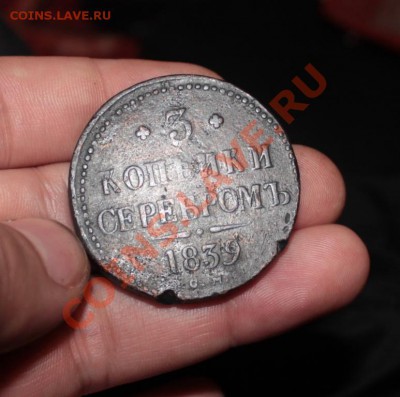 COINS.LAVE.RU
3
КОПѢЙКИ
СЕРЕБРОМЪ
1839
С. М.
COINS.LAVE.RU